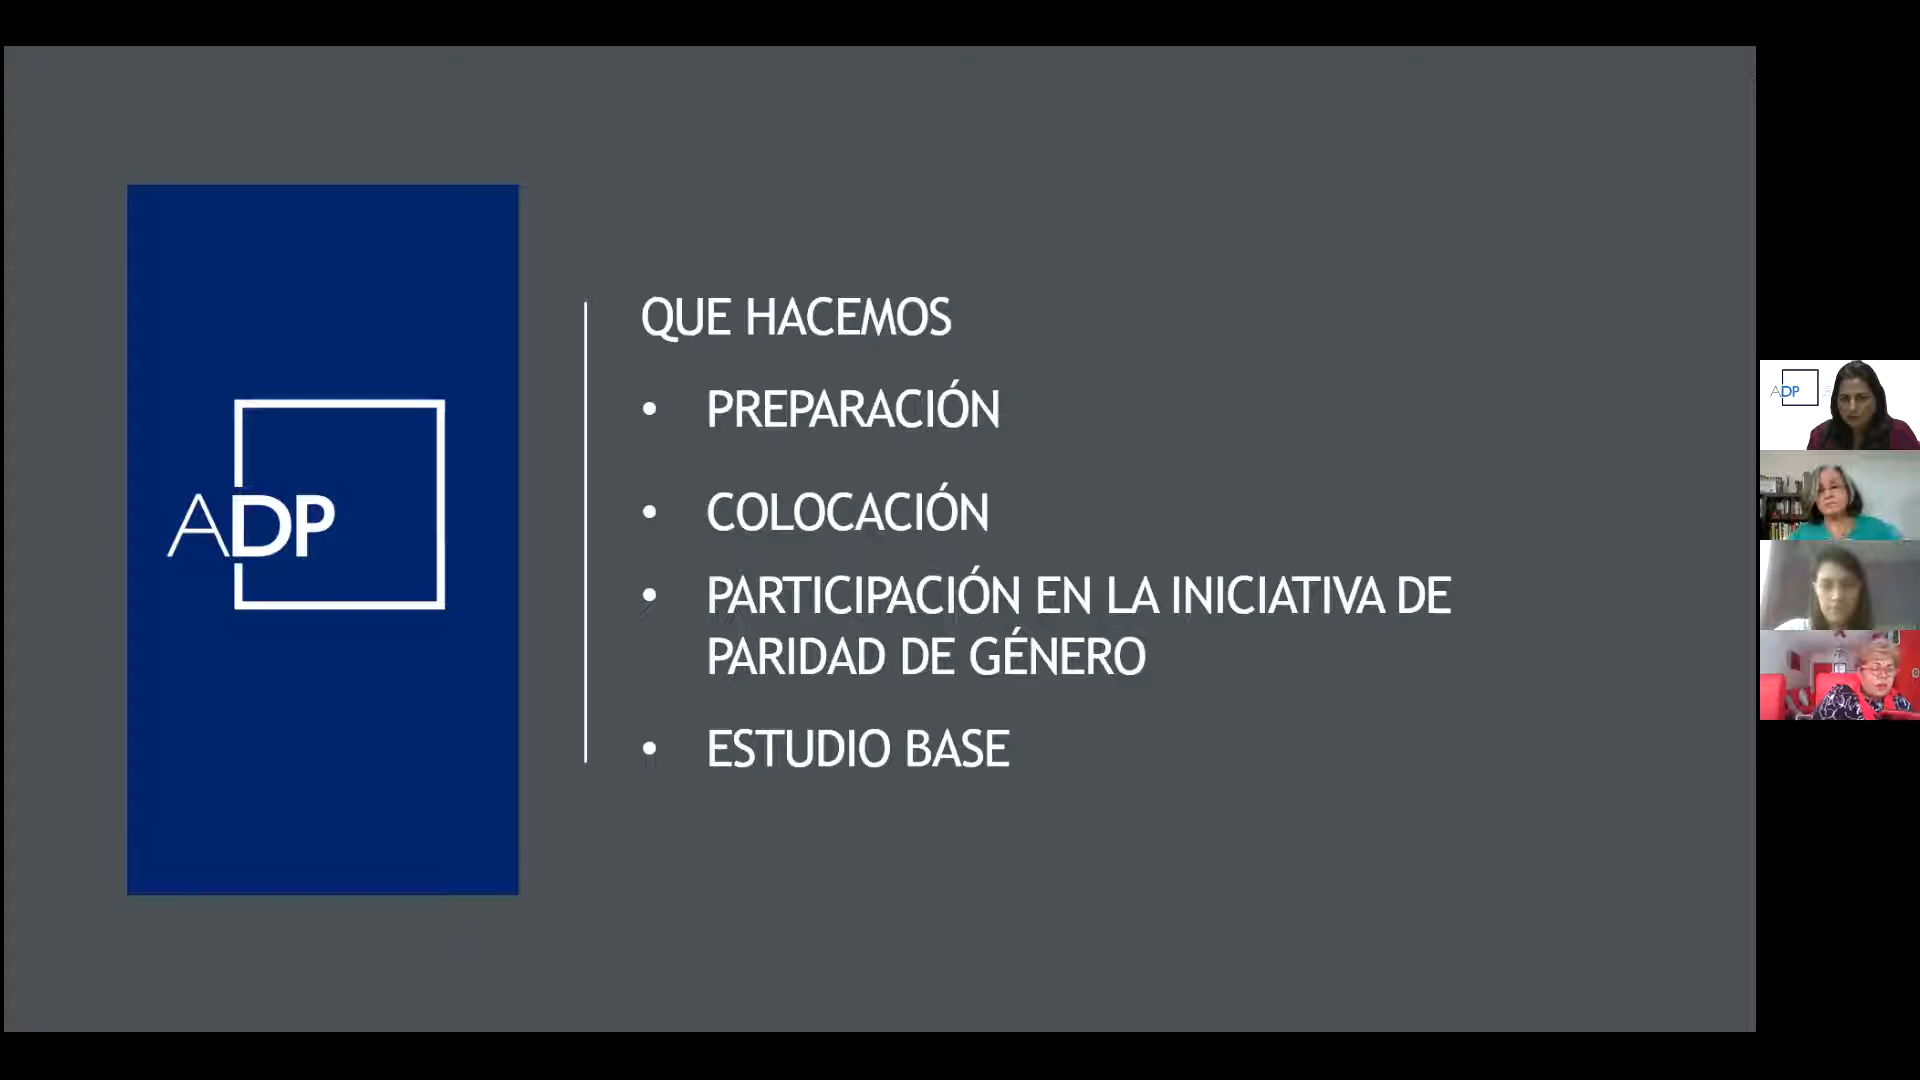 ADP
QUE HACEMOS
• PREPARACIÓN
• COLOCACIÓN
• PARTICIPACIÓN EN LA INICIATIVA DE
PARIDAD DE GÉNERO
• ESTUDIO BASE
ADP